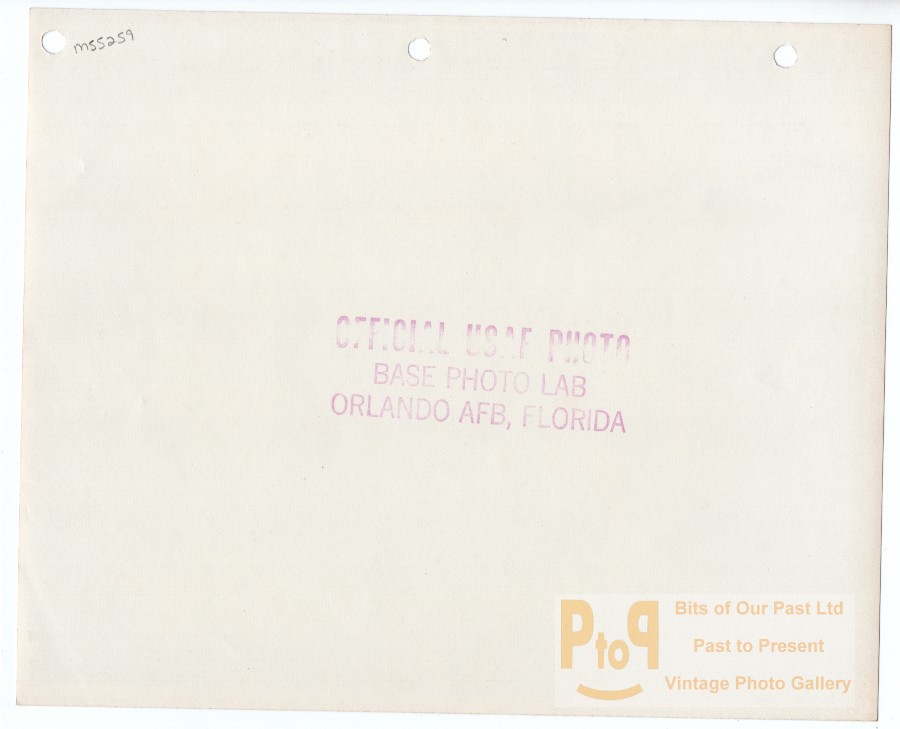 m55259
OFFICIAL USAF PHOTO
BASE PHOTO LAB
ORLANDO AFB, FLORIDA
PtoP
Bits of Our Past Ltd
Past to Present
Vintage Photo Gallery